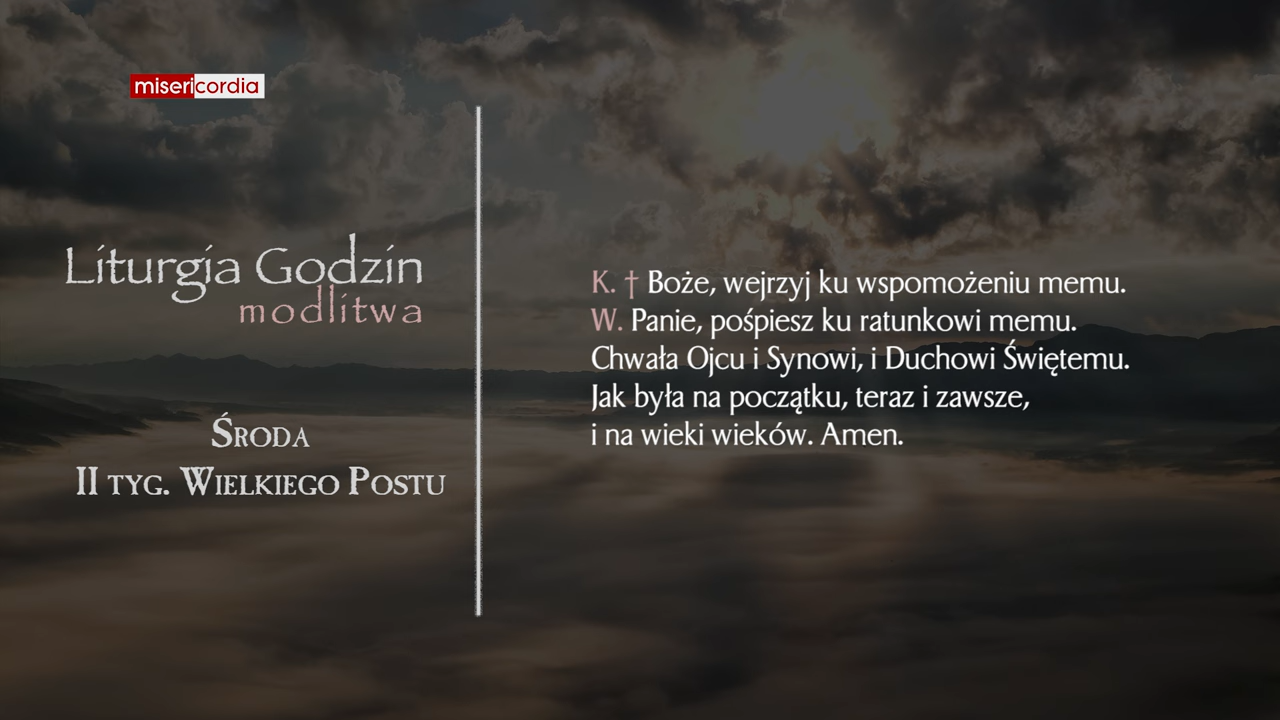 misericordia
Liturgia Godzin
modlitwa
Środa
II tyg. Wielkiego Postu
K. † Boże, wejrzyj ku wspomożeniu memu.
W. Panie, pośpiesz ku ratunkowi memu.
Chwała Ojcu i Synowi, i Duchowi Świętemu.
Jak była na początku, teraz i zawsze,
i na wieki wieków. Amen.